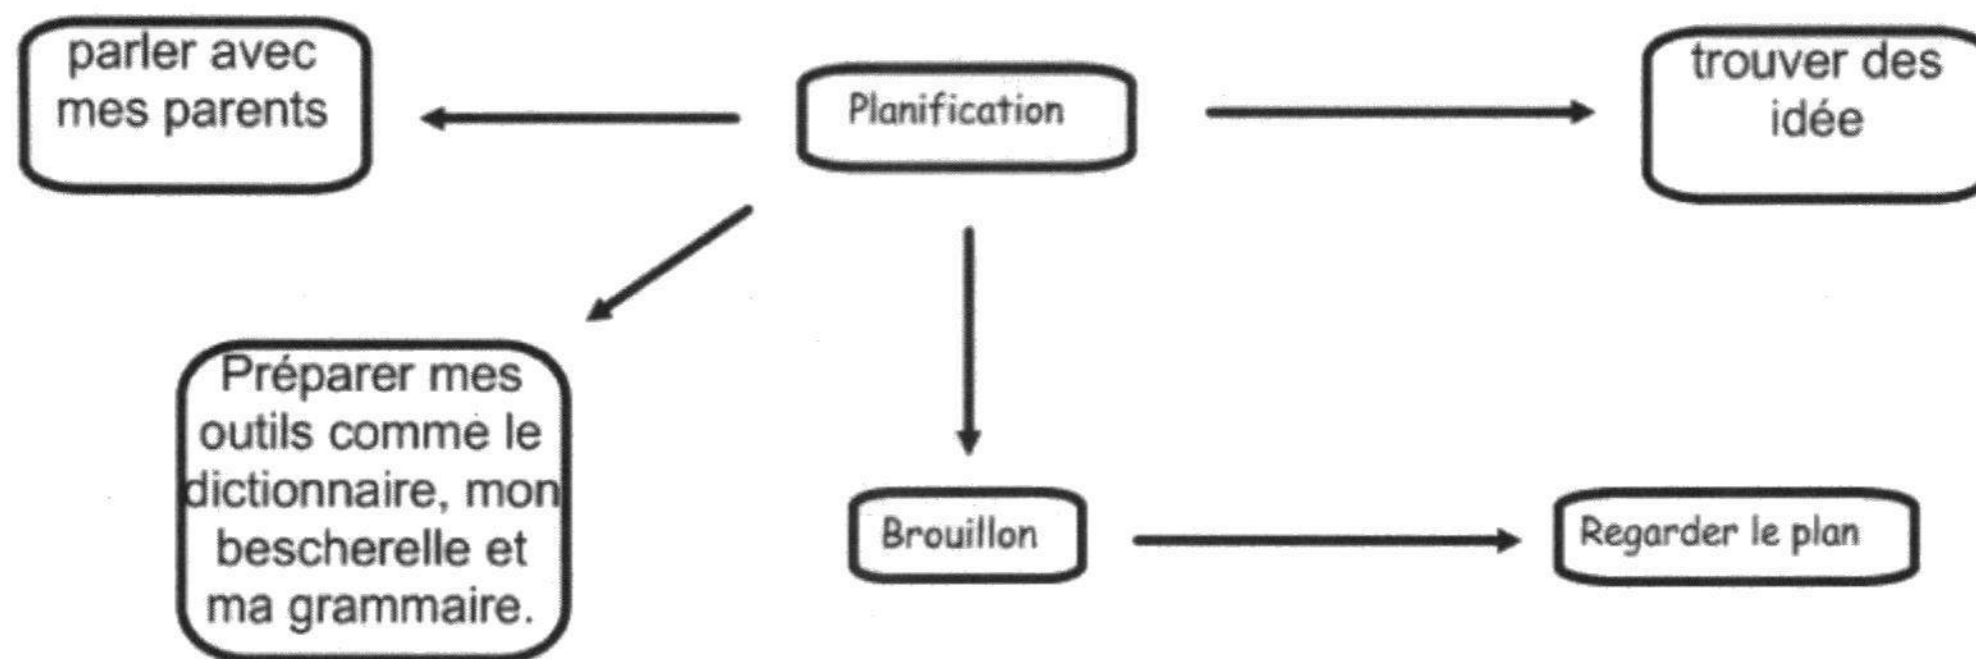 parler avec
mes parents
Planification
trouver des
idée
Préparer mes
outils comme le
dictionnaire, mon
bescherelle et
ma grammaire.
Brouillon
Regarder le plan